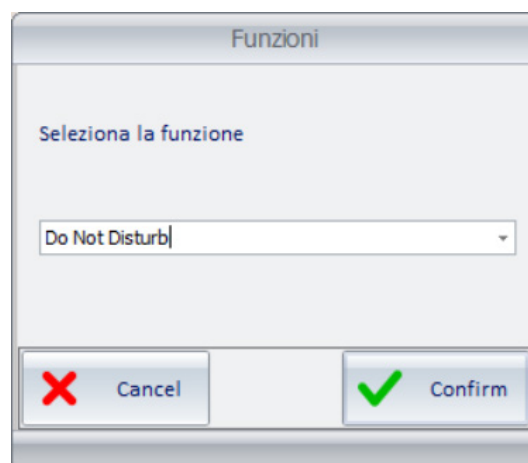 Funzioni
Seleziona la funzione
Do Not Disturb
Cancel
Confirm